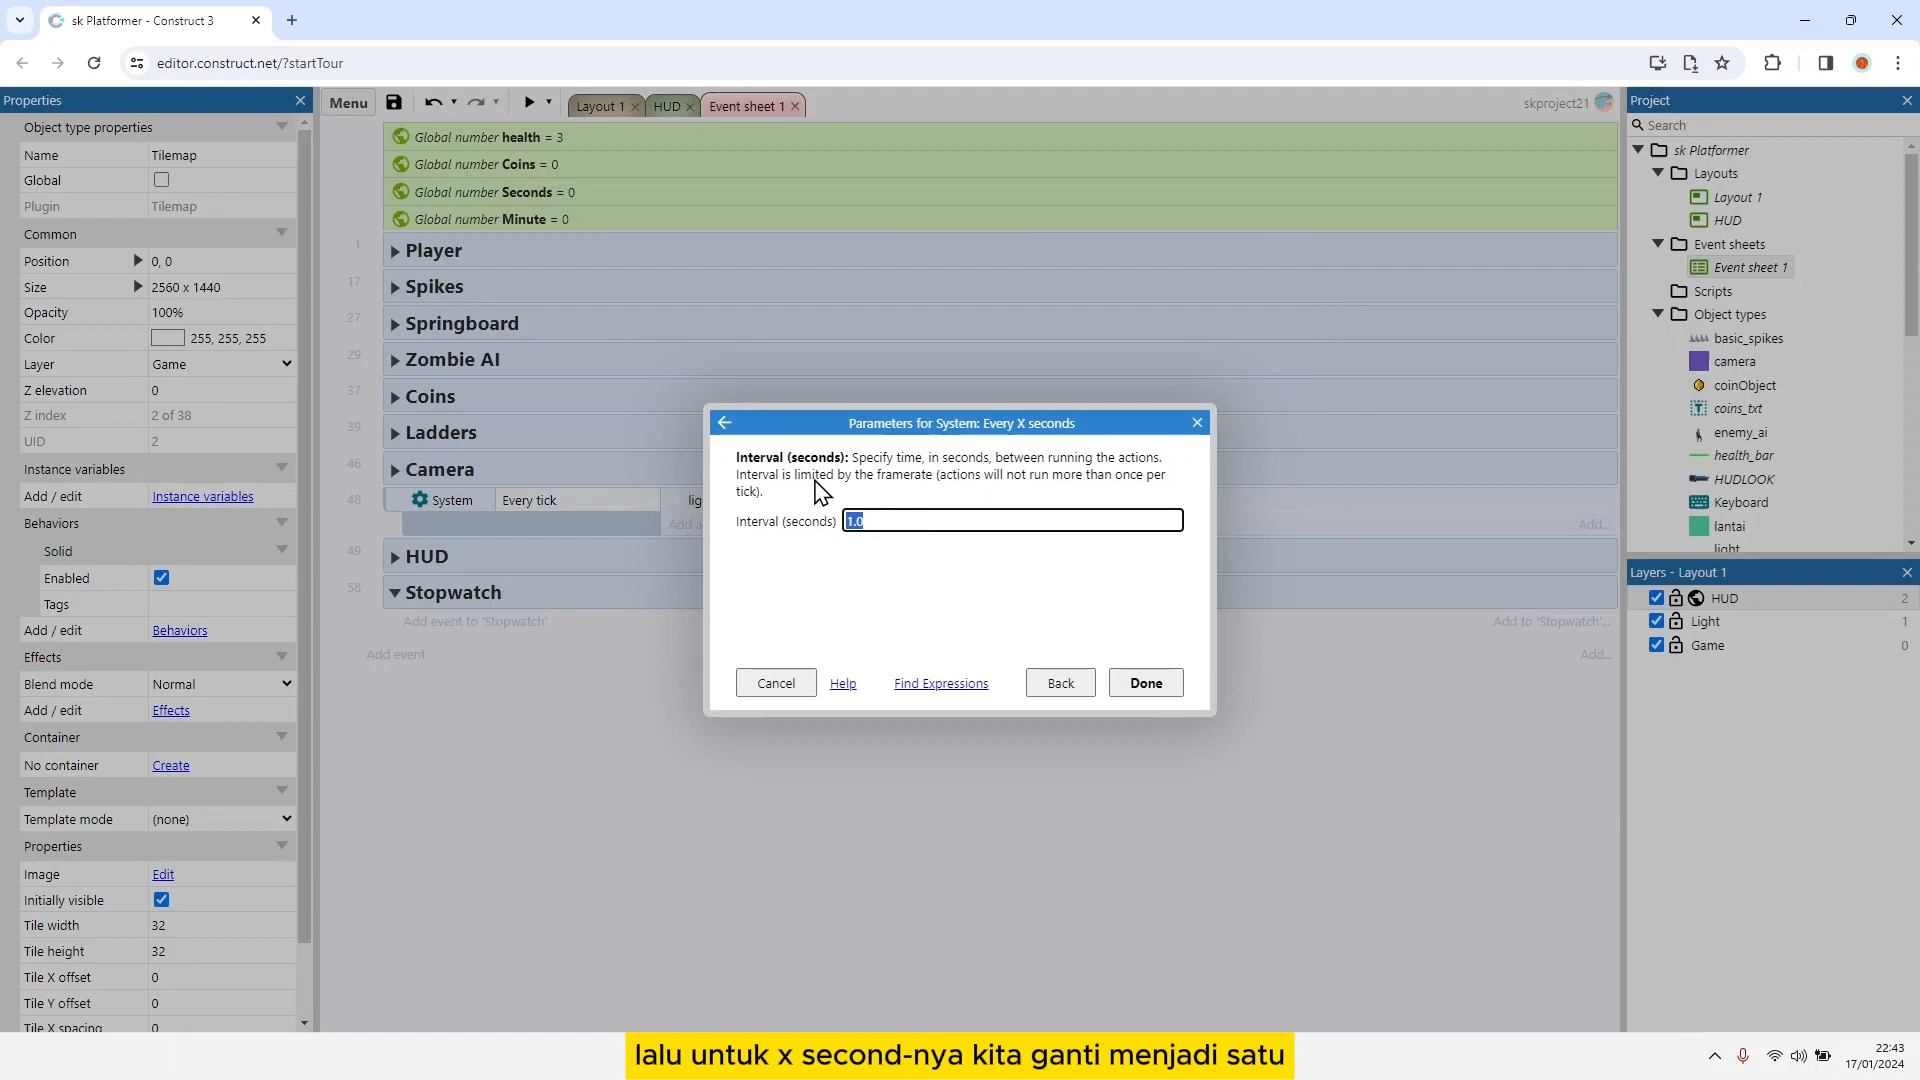 sk Platformer - Construct 3
editor.construct.net/?startTour
Properties
Object type properties
Name Tilemap
Global
Plugin Tilemap
Common
Position 0, 0
Size 2560 x 1440
Opacity 100%
Color 255, 255, 255
Layer Game
Z elevation 0
Z index 2 of 38
UID 2
Instance variables
Add / edit Instance variables
Behaviors
Solid
Enabled
Tags
Add / edit Behaviors
Effects
Blend mode Normal
Add / edit Effects
Container
No container Create
Template
Template mode (none)
Properties
Image Edit
Initially visible
Tile width 32
Tile height 32
Tile X offset 0
Tile Y offset 0
Tile X spacing 0
Menu
Layout 1
HUD
Event sheet 1
skproject21
Global number health = 3
Global number Coins = 0
Global number Seconds = 0
Global number Minute = 0
1 Player
17 Spikes
27 Springboard
29 Zombie AI
37 Coins
39 Ladders
46 Camera
48 System Every tick lig
Add a Add...
49 HUD
58 Stopwatch
Add event to 'Stopwatch' Add to 'Stopwatch'...
Add event Add...
Parameters for System: Every X seconds
Interval (seconds): Specify time, in seconds, between running the actions.
Interval is limited by the framerate (actions will not run more than once per
tick).
Interval (seconds) 1.0
Cancel Help Find Expressions Back Done
Project
Search
sk Platformer
Layouts
Layout 1
HUD
Event sheets
Event sheet 1
Scripts
Object types
basic_spikes
camera
coinObject
coins_txt
enemy_ai
health_bar
HUDLOOK
Keyboard
lantai
light
Layers - Layout 1
HUD 2
Light 1
Game 0
lalu untuk x second-nya kita ganti menjadi satu
22:43
17/01/2024